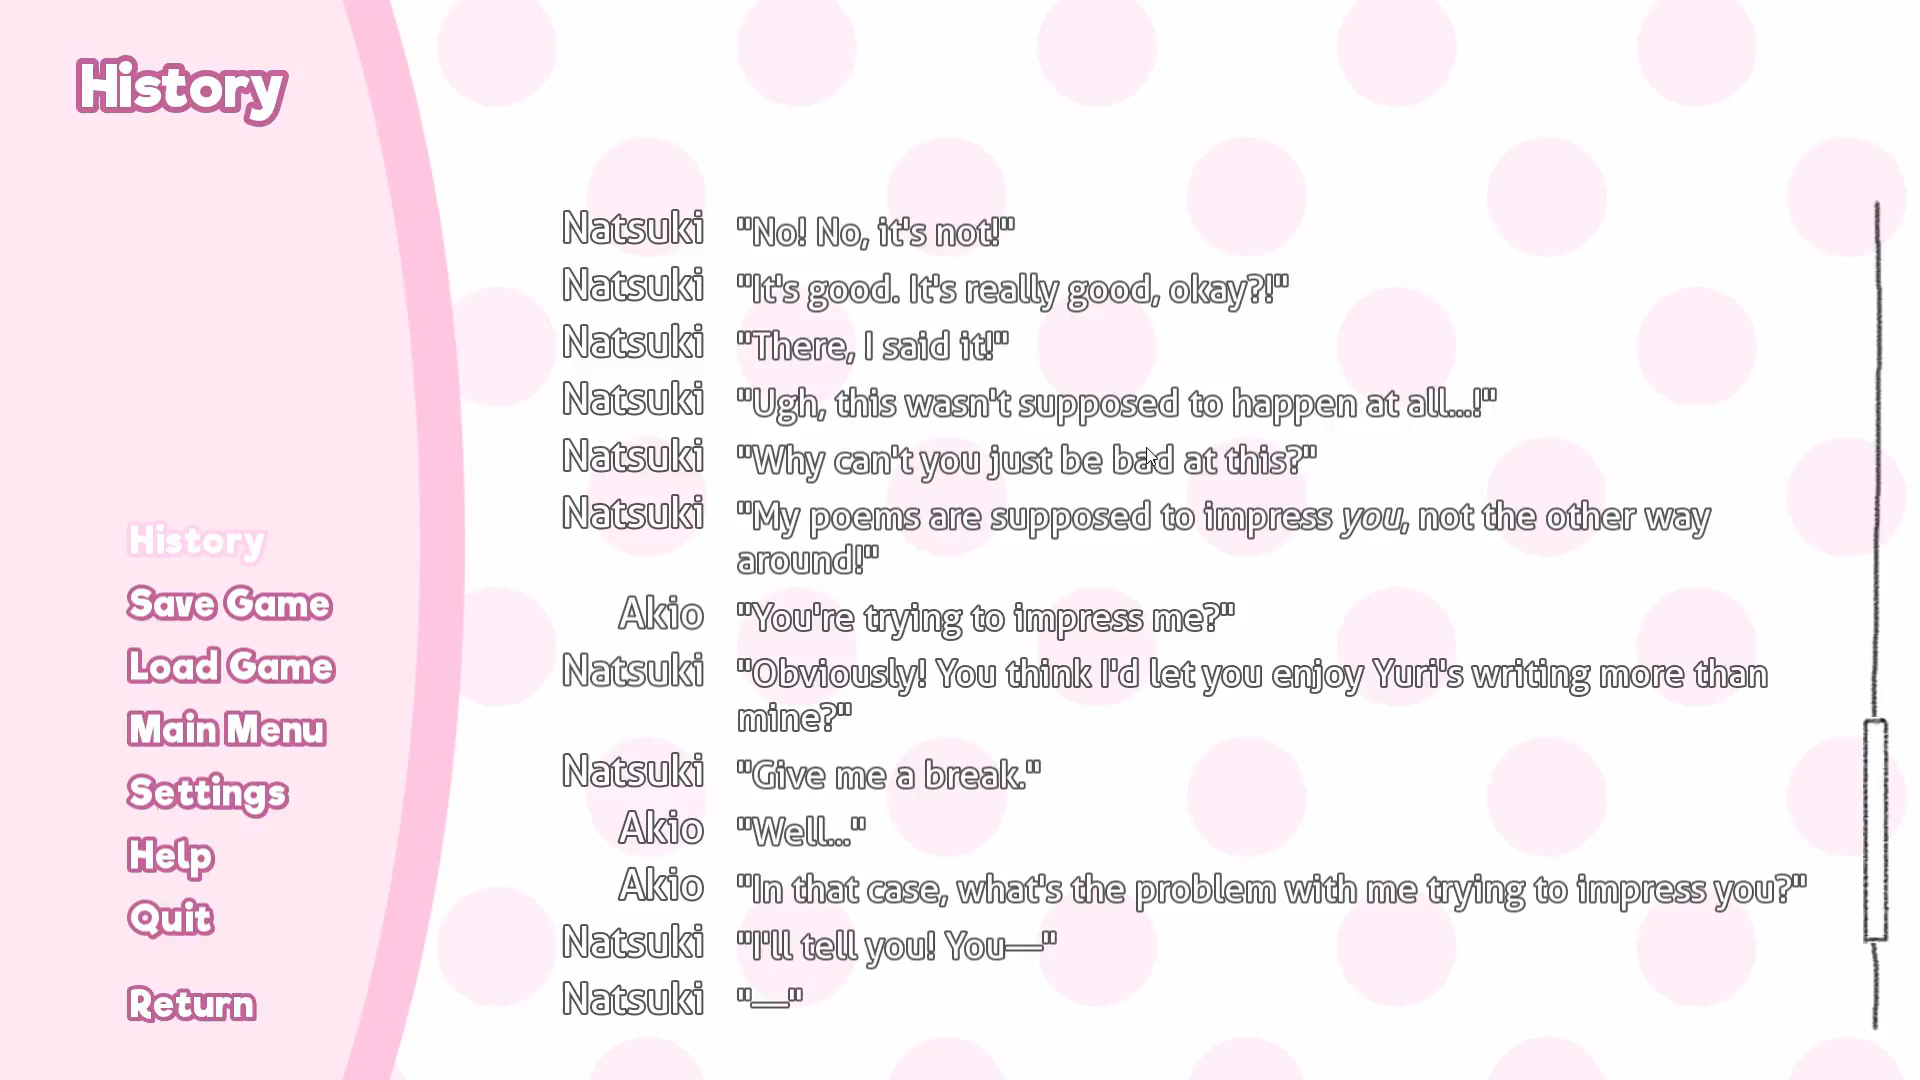 History
Natsuki "No! No, it's not!"
Natsuki "It's good. It's really good, okay?!"
Natsuki "There, I said it!"
Natsuki "Ugh, this wasn't supposed to happen at all...!"
Natsuki "Why can't you just be bad at this?"
Natsuki "My poems are supposed to impress you, not the other way
around!"
Akio "You're trying to impress me?"
Natsuki "Obviously! You think I'd let you enjoy Yuri's writing more than
mine?"
Natsuki "Give me a break."
Akio "Well..."
Akio "In that case, what's the problem with me trying to impress you?"
Natsuki "I'll tell you! You—"
Natsuki "—"
History
Save Game
Load Game
Main Menu
Settings
Help
Quit
Return